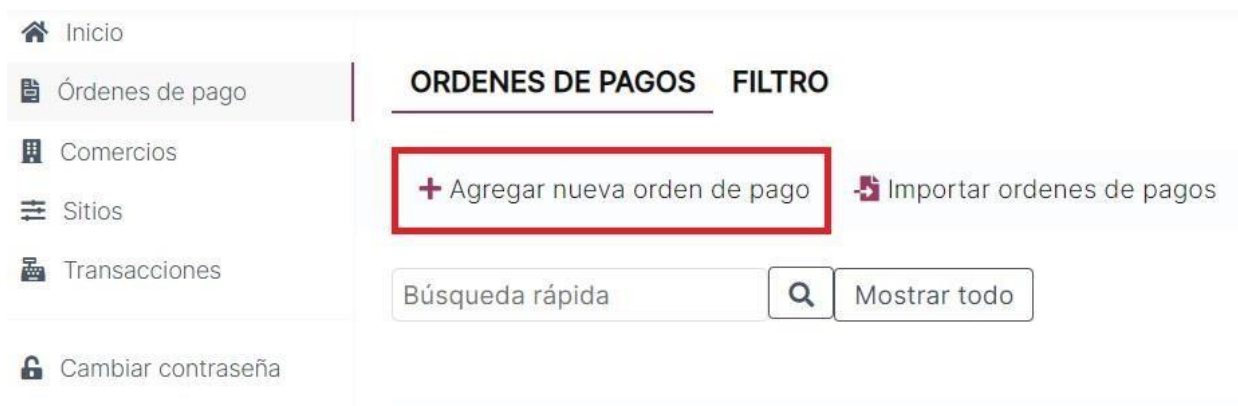 Inicio
Órdenes de pago
Comercios
Sitios
Transacciones
Cambiar contraseña
ORDENES DE PAGOS FILTRO
Agregar nueva orden de pago Importar ordenes de pagos
Búsqueda rápida Mostrar todo